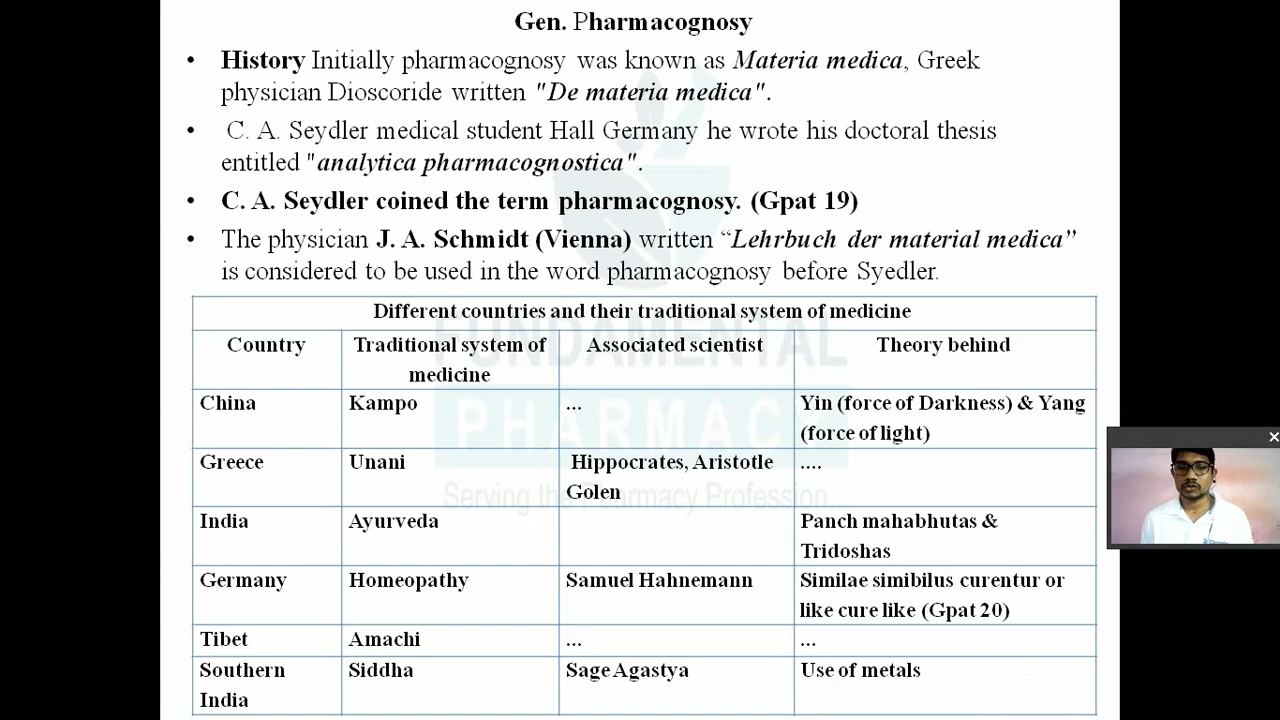 Gen. Pharmacognosy
• History Initially pharmacognosy was known as Materia medica, Greek
physician Dioscoride written "De materia medica".
• C. A. Seydler medical student Hall Germany he wrote his doctoral thesis
entitled "analytica pharmacognostica".
• C. A. Seydler coined the term pharmacognosy. (Gpat 19)
• The physician J. A. Schmidt (Vienna) written “Lehrbuch der material medica”
is considered to be used in the word pharmacognosy before Syedler.
Different countries and their traditional system of medicine
Country Traditional system of Associated scientist Theory behind
medicine
China Kampo ... Yin (force of Darkness) & Yang
(force of light)
Greece Unani Hippocrates, Aristotle ....
Golen
India Ayurveda Panch mahabhutas &
Tridoshas
Germany Homeopathy Samuel Hahnemann Similae simibilus curentur or
like cure like (Gpat 20)
Tibet Amachi ... ...
Southern Siddha Sage Agastya Use of metals
India
FUNDAMENTAL
PHARMACY
Serving the Pharmacy Profession